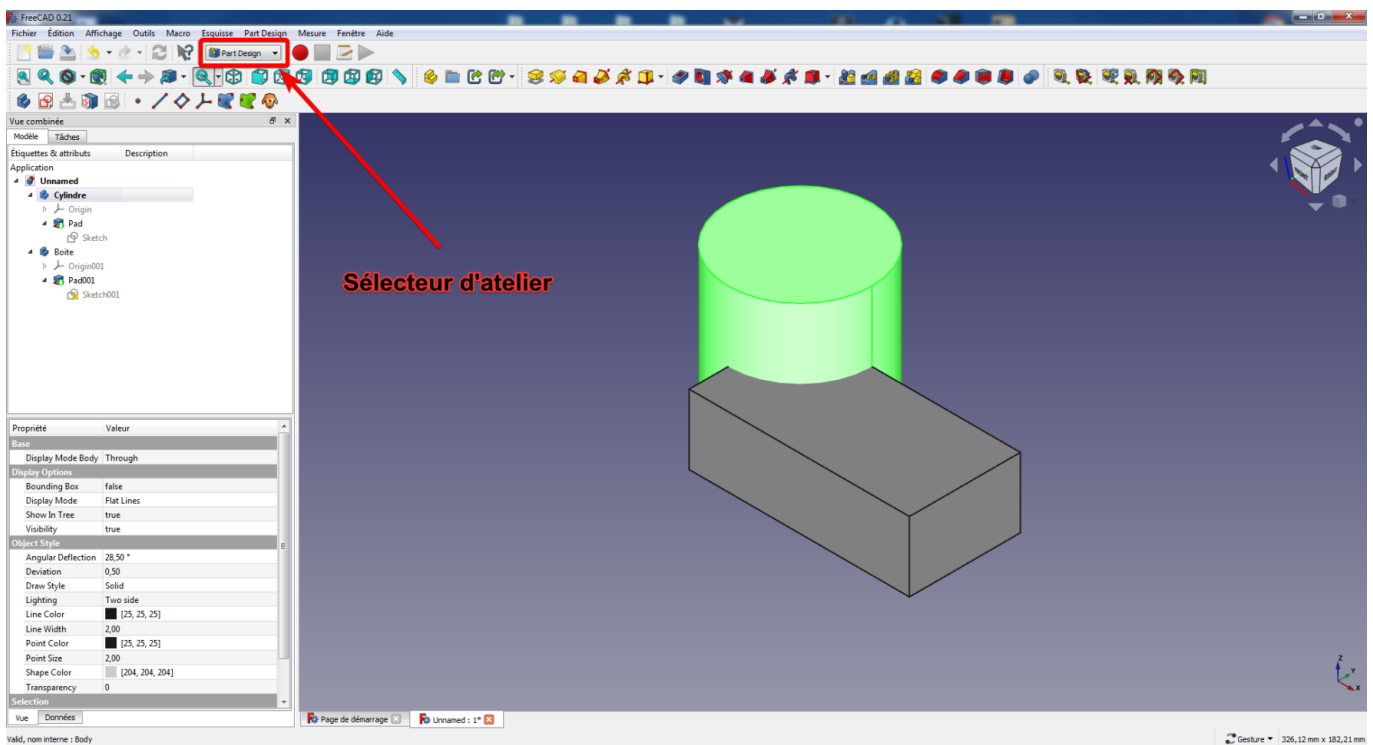 FreeCAD 0.21
Fichier Édition Affichage Outils Macro Esquisse Part Design Mesure Fenêtre Aide
Part Design
Vue combinée
Modèle Tâches
Étiquettes & attributs Description
Application
Unnamed
Cylindre
Origin
Pad
Sketch
Boite
Origin001
Pad001
Sketch001
Sélecteur d'atelier
Propriété Valeur
Base
Display Mode Body Through
Display Options
Bounding Box false
Display Mode Flat Lines
Show In Tree true
Visibility true
Object Style
Angular Deflection 28,50 °
Deviation 0,50
Draw Style Solid
Lighting Two side
Line Color [25, 25, 25]
Line Width 2,00
Point Color [25, 25, 25]
Point Size 2,00
Shape Color [204, 204, 204]
Transparency 0
Selection
Vue Données
Page de démarrage Unnamed : 1*
Z
Y
X
Valid, nom interne : Body
Gesture 326,12 mm x 182,21 mm